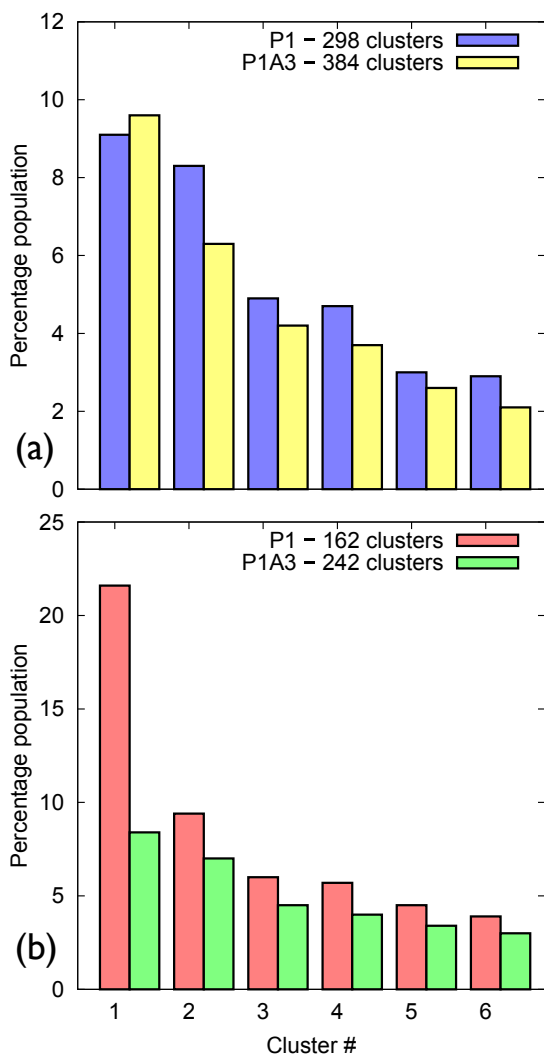 12
10
8
6
4
2
0
Percentage population
P1 − 298 clusters
P1A3 − 384 clusters
(a)
25
20
15
10
5
0
Percentage population
P1 − 162 clusters
P1A3 − 242 clusters
(b)
1 2 3 4 5 6
Cluster #